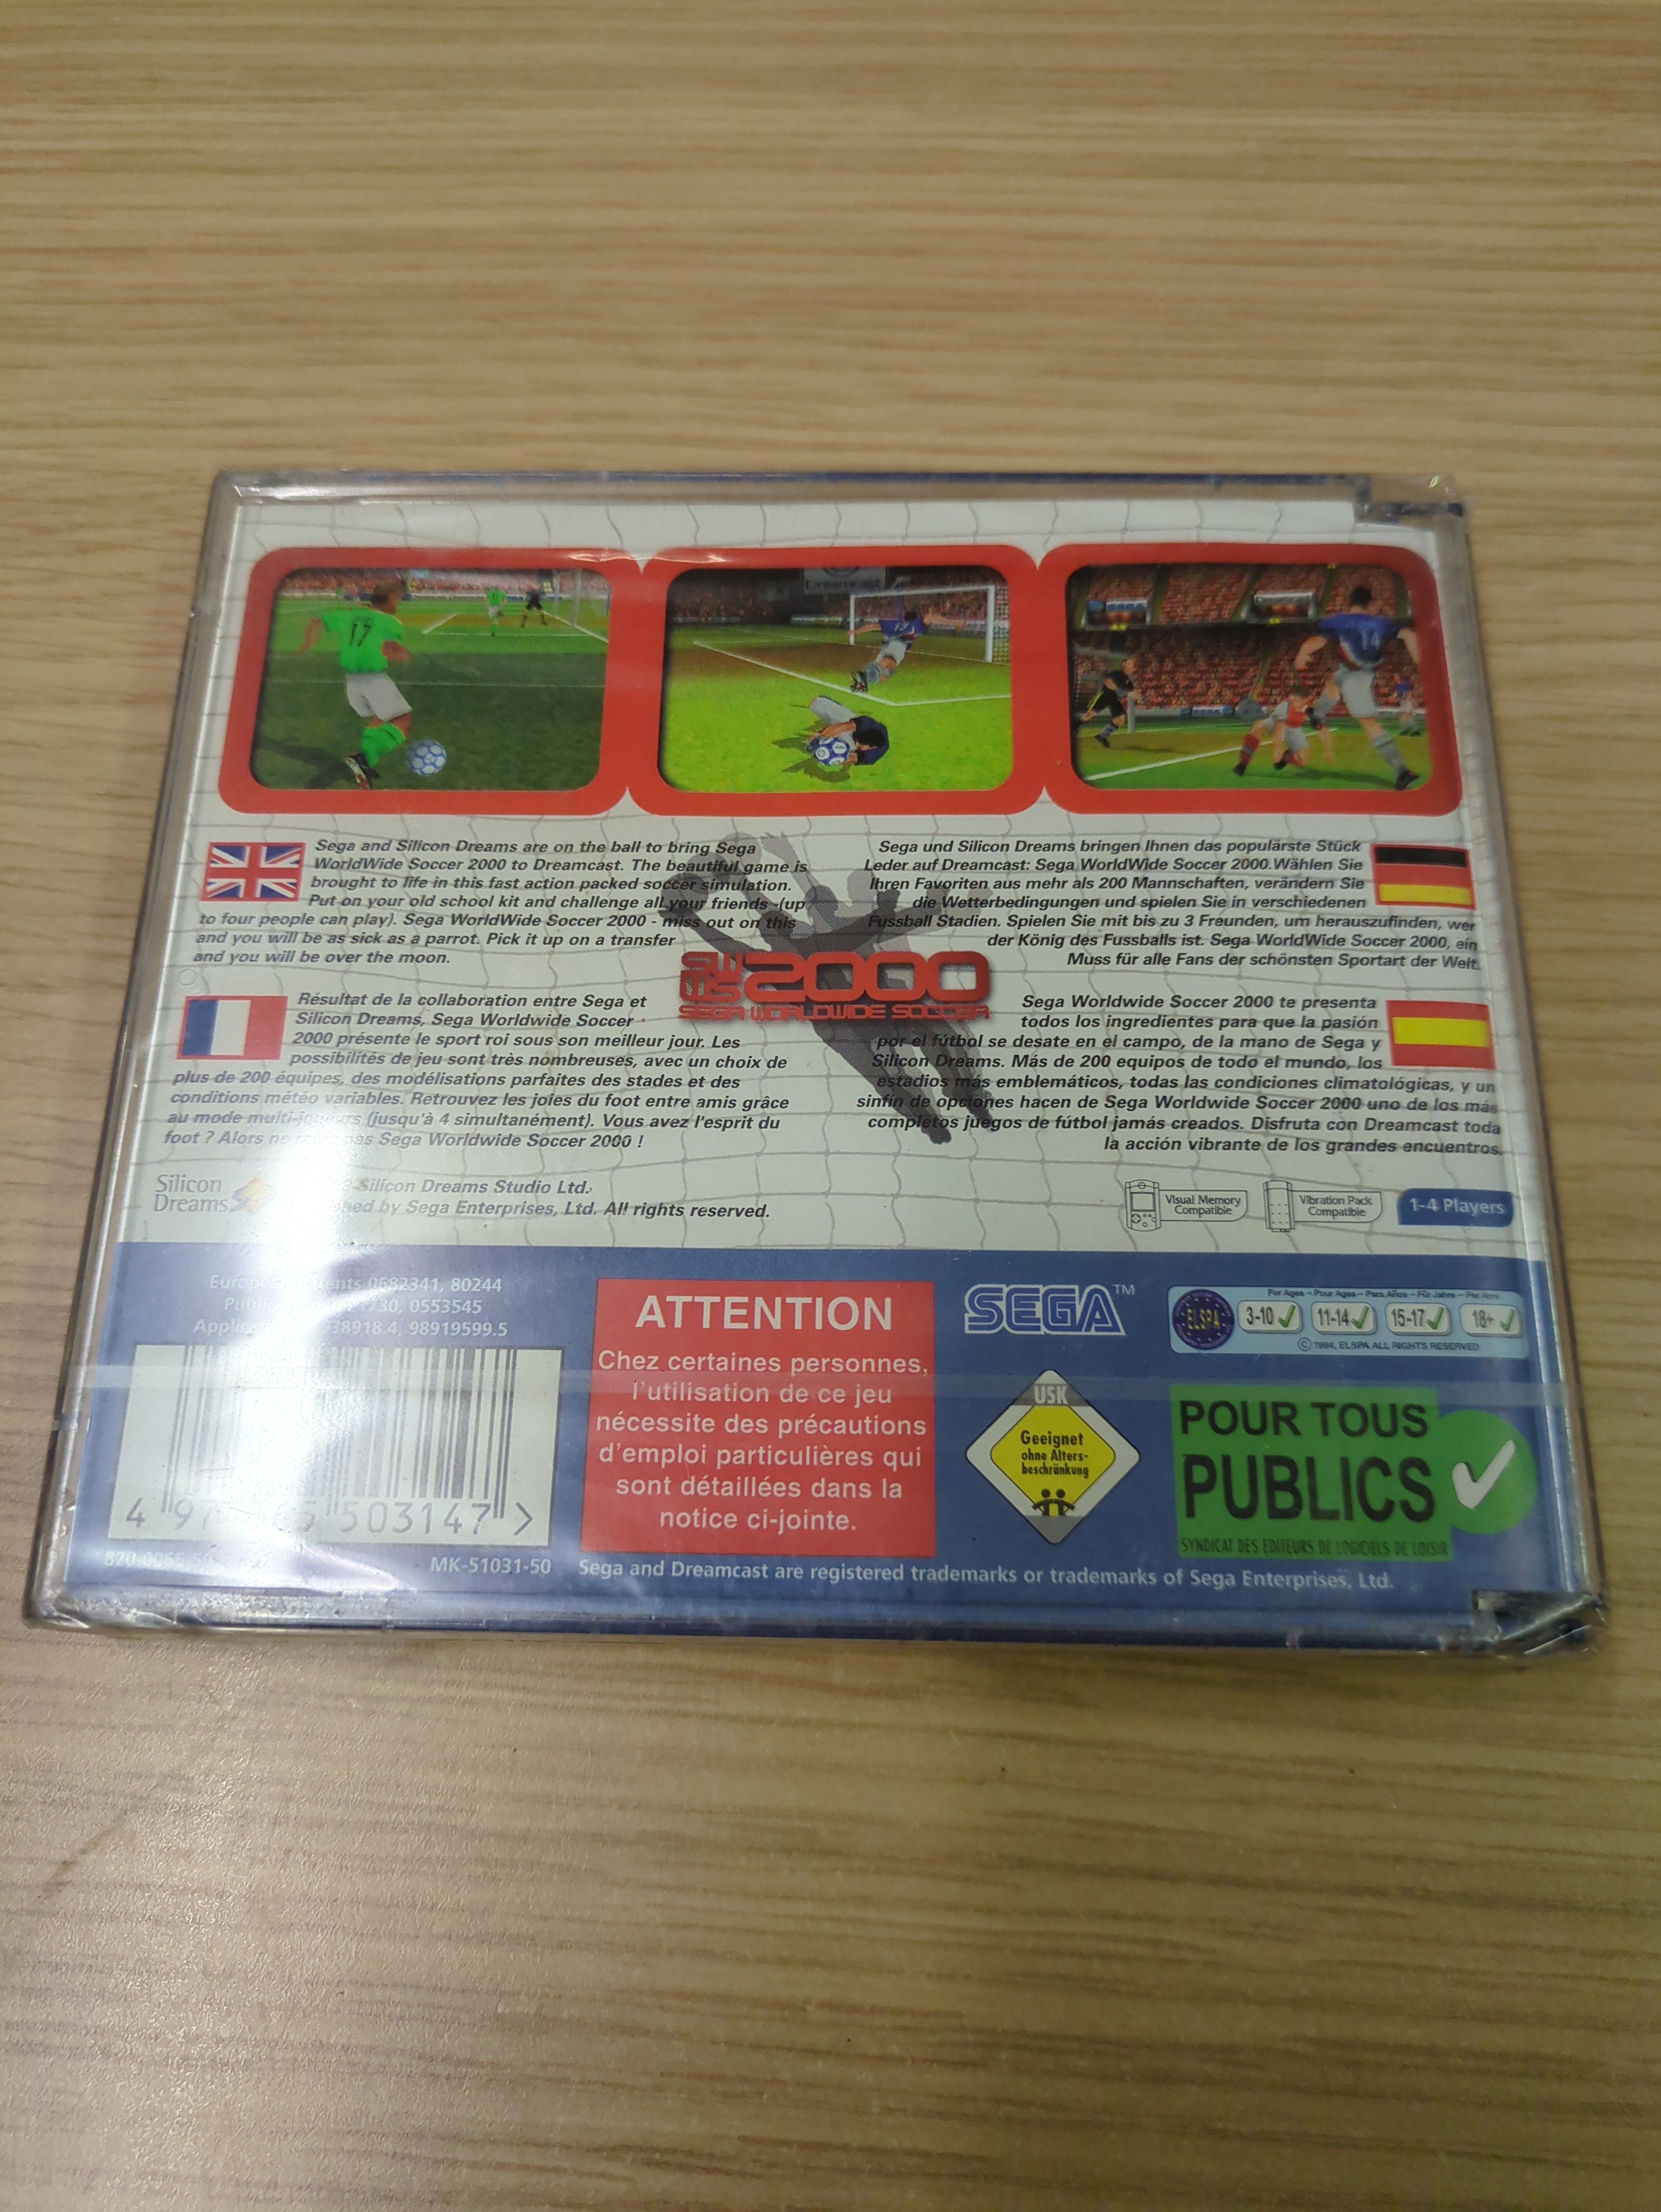 17
Dreamcast
14
Sega and Silicon Dreams are on the ball to bring Sega
WorldWide Soccer 2000 to Dreamcast. The beautiful game is
brought to life in this fast action packed soccer simulation.
Put on your old school kit and challenge all your friends -(up
to four people can play). Sega WorldWide Soccer 2000 - miss out on this
and you will be as sick as a parrot. Pick it up on a transfer
and you will be over the moon.
Sega und Silicon Dreams bringen Ihnen das populärste Stück
Leder auf Dreamcast: Sega WorldWide Soccer 2000.Wählen Sie
Ihren Favoriten aus mehr als 200 Mannschaften, verändern Sie
die Wetterbedingungen und spielen Sie in verschiedenen
Fussball Stadien. Spielen Sie mit bis zu 3 Freunden, um herauszufinden, wer
der König des Fussballs ist. Sega WorldWide Soccer 2000, ein
Muss für alle Fans der schönsten Sportart der Welt.
SWWS 2000
SEGA WORLDWIDE SOCCER
Résultat de la collaboration entre Sega et
Silicon Dreams, Sega Worldwide Soccer
2000 présente le sport roi sous son meilleur jour. Les
possibilités de jeu sont très nombreuses, avec un choix de
plus de 200 équipes, des modélisations parfaites des stades et des
conditions météo variables. Retrouvez les joies du foot entre amis grâce
au mode multi-joueurs (jusqu'à 4 simultanément). Vous avez l'esprit du
foot ? Alors ne pas Sega Worldwide Soccer 2000 !
Sega Worldwide Soccer 2000 te presenta
todos los ingredientes para que la pasión
por el fútbol se desate en el campo, de la mano de Sega y
Silicon Dreams. Más de 200 equipos de todo el mundo, los
estadios más emblemáticos, todas las condiciones climatológicas, y un
sinfín de opciones hacen de Sega Worldwide Soccer 2000 uno de los más
completos juegos de fútbol jamás creados. Disfruta con Dreamcast toda
la acción vibrante de los grandes encuentros.
Silicon
Dreams
Silicon Dreams Studio Ltd.
by Sega Enterprises, Ltd. All rights reserved.
Visual Memory
Compatible
Vibration Pack
Compatible
1-4 Players
0682341, 80244
0553545
98919599.5
503147 >
MK-51031-50
ATTENTION
Chez certaines personnes,
l'utilisation de ce jeu
nécessite des précautions
d'emploi particulières qui
sont détaillées dans la
notice ci-jointe.
SEGA™
For Ages – Pour Ages – Para Años – Für Jahre – Per Anni
ELSPA
3-10 11-14 15-17 18+
© 1994, ELSPA ALL RIGHTS RESERVED
USK
Geeignet
ohne Alters-
beschränkung
POUR TOUS
PUBLICS
SYNDICAT DES EDITEURS DE LOGICIELS DE LOISIR
Sega and Dreamcast are registered trademarks or trademarks of Sega Enterprises, Ltd.